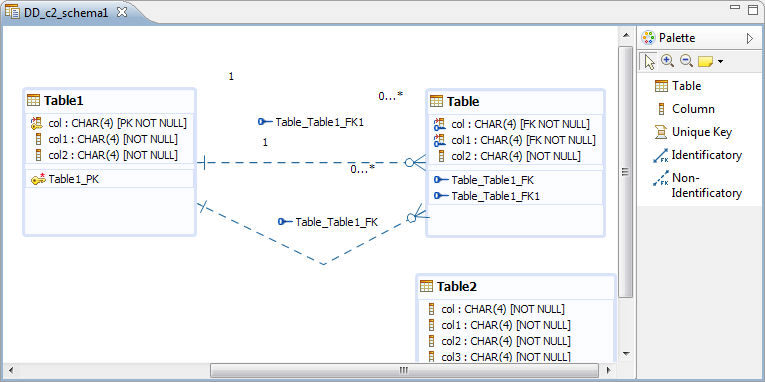 DD_c2_schema1
1
0...*
Table1
col : CHAR(4) [PK NOT NULL]
col1 : CHAR(4) [NOT NULL]
col2 : CHAR(4) [NOT NULL]
Table1_PK
Table_Table1_FK1
1
0...*
Table_Table1_FK
Table
col : CHAR(4) [FK NOT NULL]
col1 : CHAR(4) [FK NOT NULL]
col2 : CHAR(4) [NOT NULL]
Table_Table1_FK
Table_Table1_FK1
Table2
col : CHAR(4) [NOT NULL]
col1 : CHAR(4) [NOT NULL]
col2 : CHAR(4) [NOT NULL]
col3 : CHAR(4) [NOT NULL]
Palette
Table
Column
Unique Key
FK
Identificatory
FK
Non-
Identificatory